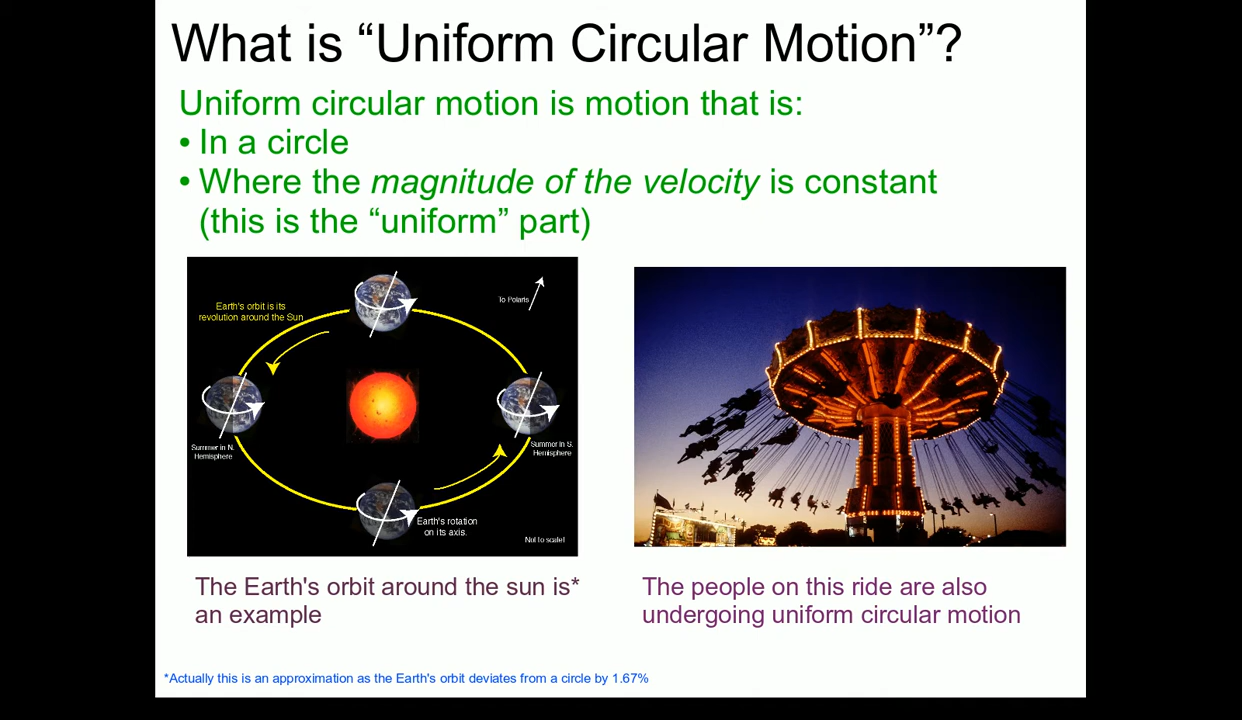 What is “Uniform Circular Motion”?
Uniform circular motion is motion that is:
• In a circle
• Where the magnitude of the velocity is constant
(this is the “uniform” part)
Earth's orbit is its
revolution around the Sun
To Polaris
Summer in N.
Hemisphere
Summer in S.
Hemisphere
Earth's rotation
on its axis.
Not to scale!
The Earth's orbit around the sun is*
an example
The people on this ride are also
undergoing uniform circular motion
*Actually this is an approximation as the Earth's orbit deviates from a circle by 1.67%